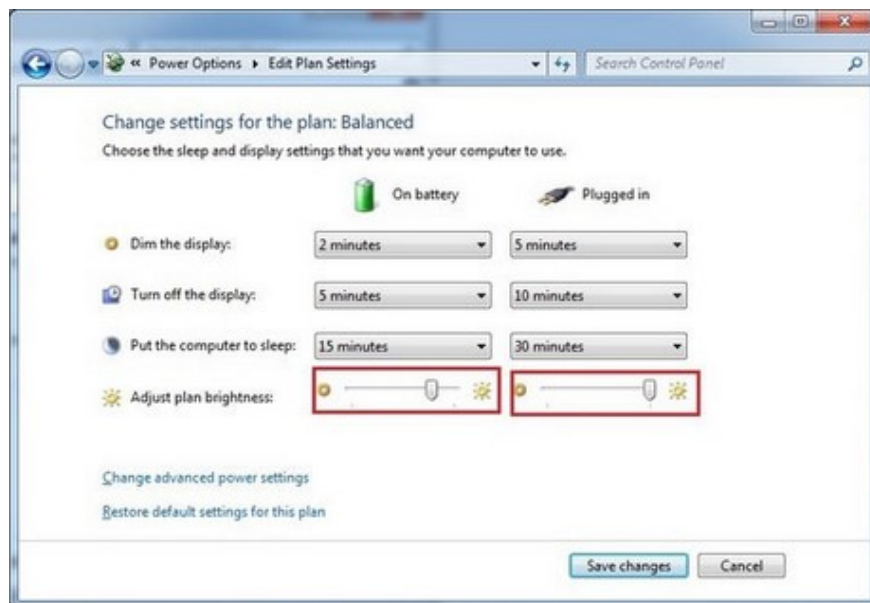 « Power Options ▸ Edit Plan Settings
Search Control Panel
Change settings for the plan: Balanced
Choose the sleep and display settings that you want your computer to use.
On battery Plugged in
Dim the display: 2 minutes 5 minutes
Turn off the display: 5 minutes 10 minutes
Put the computer to sleep: 15 minutes 30 minutes
Adjust plan brightness:
Change advanced power settings
Restore default settings for this plan
Save changes Cancel